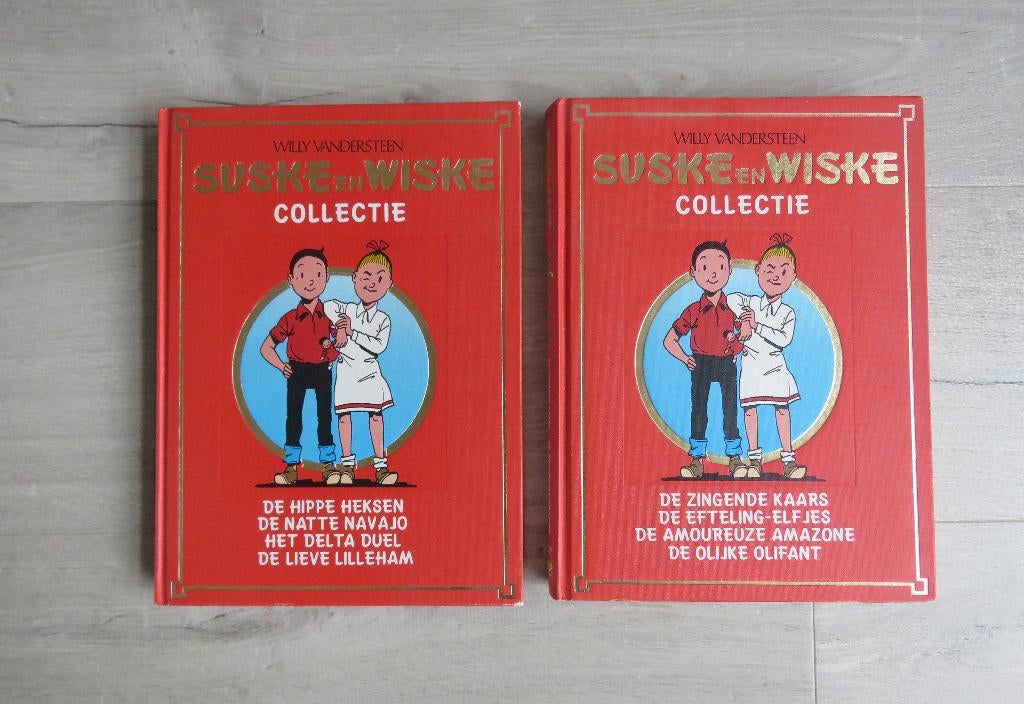 WILLY VANDERSTEEN
SUSKE EN WISKE
COLLECTIE
DE HIPPE HEKSEN
DE NATTE NAVAJO
HET DELTA DUEL
DE LIEVE LILLEHAM
WILLY VANDERSTEEN
SUSKE EN WISKE
COLLECTIE
DE ZINGENDE KAARS
DE EFTELING-ELFJES
DE AMOUREUZE AMAZONE
DE OLIJKE OLIFANT